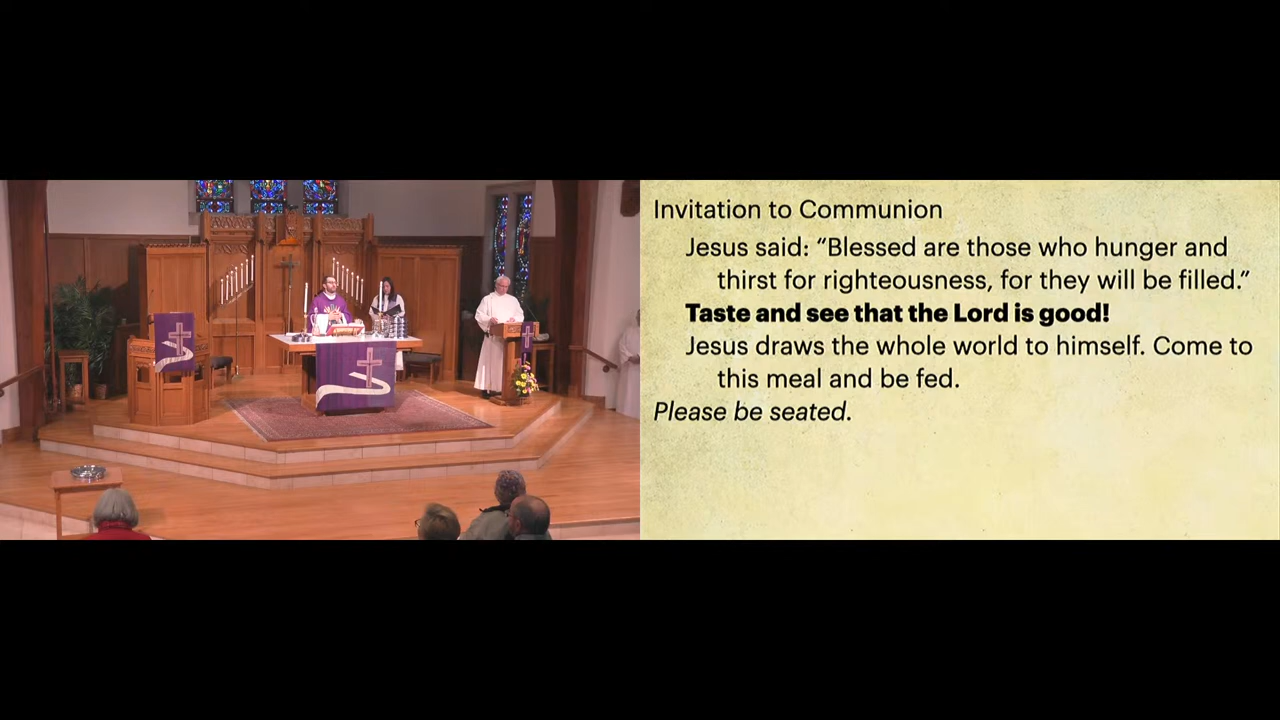 Invitation to Communion
Jesus said: “Blessed are those who hunger and
thirst for righteousness, for they will be filled.”
Taste and see that the Lord is good!
Jesus draws the whole world to himself. Come to
this meal and be fed.
Please be seated.